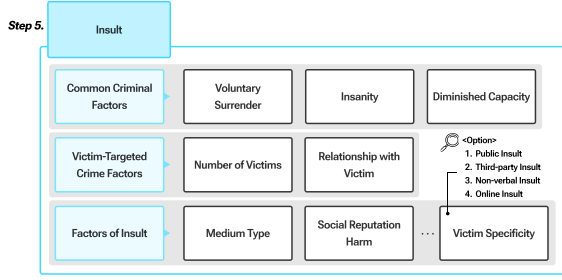 Step 5.
Insult
Common Criminal
Factors
Voluntary
Surrender
Insanity
Diminished Capacity
Victim-Targeted
Crime Factors
Number of Victims
Relationship with
Victim
<Option>
1. Public Insult
2. Third-party Insult
3. Non-verbal Insult
4. Online Insult
Factors of Insult
Medium Type
Social Reputation
Harm
...
Victim Specificity